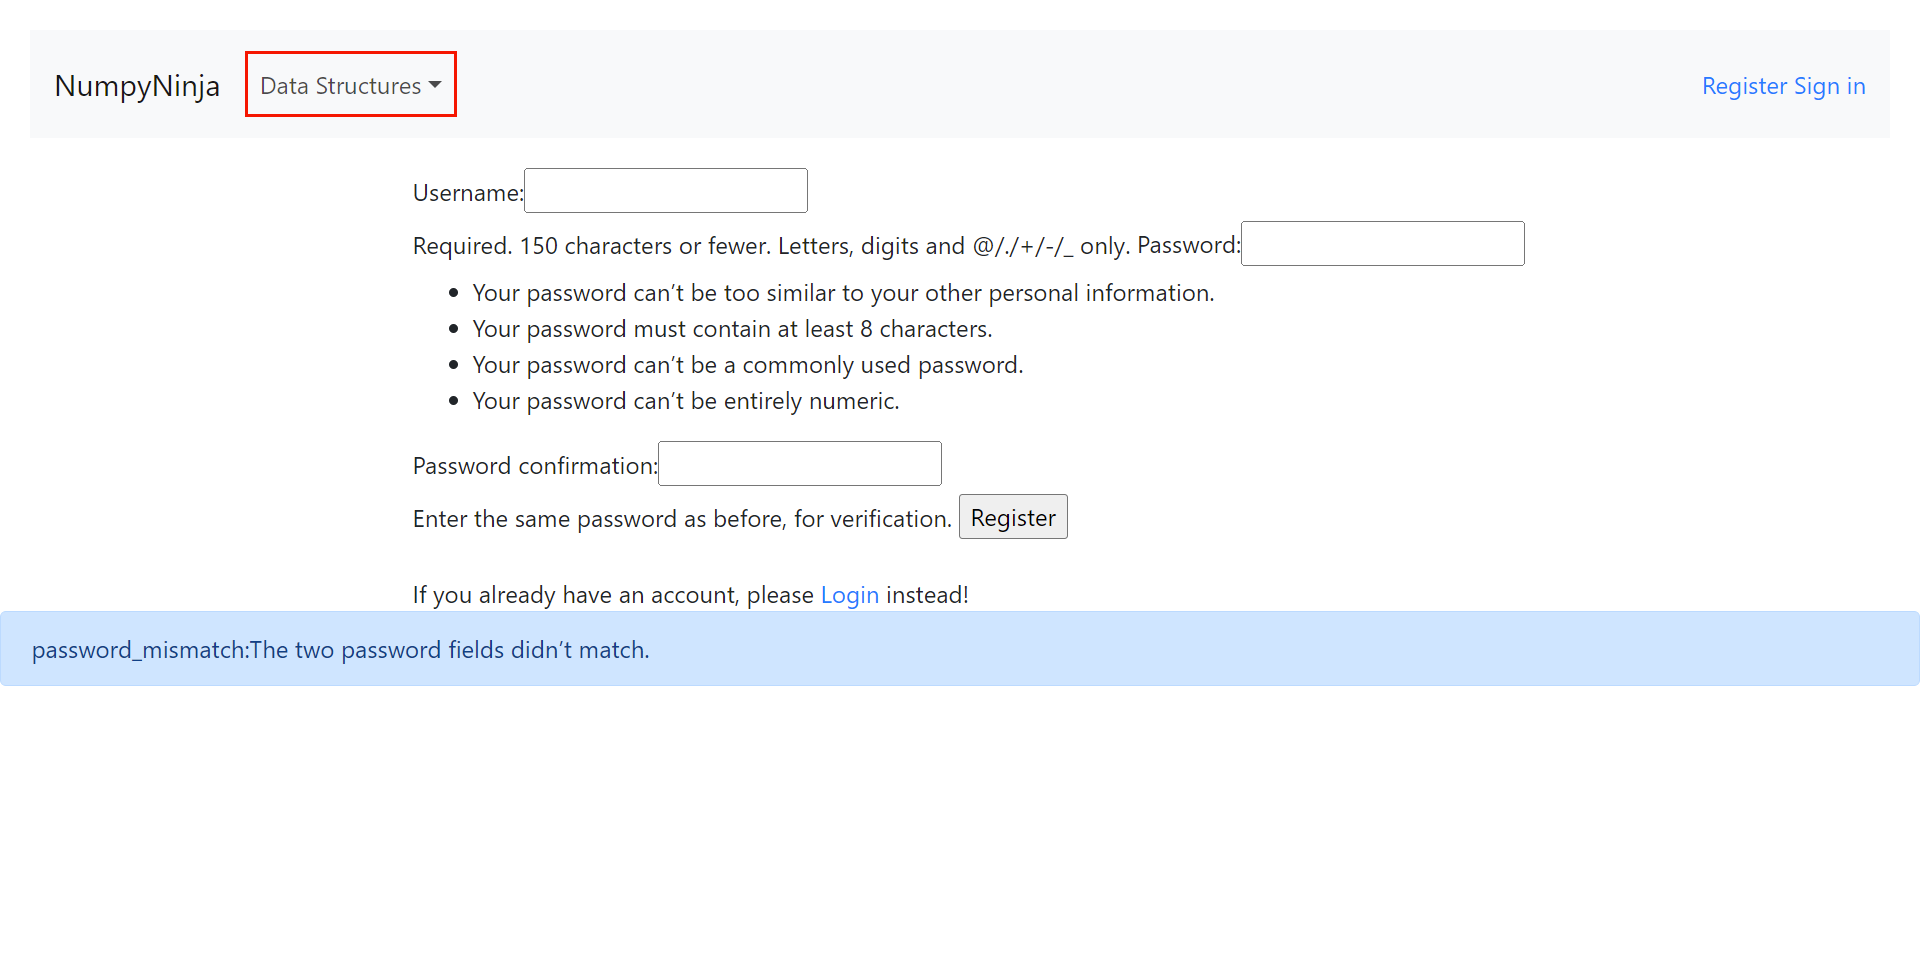 NumpyNinja Data Structures Register Sign in
Username:
Required. 150 characters or fewer. Letters, digits and @/./+/-/_ only. Password:
Your password can’t be too similar to your other personal information.
Your password must contain at least 8 characters.
Your password can’t be a commonly used password.
Your password can’t be entirely numeric.
Password confirmation:
Enter the same password as before, for verification. Register
If you already have an account, please Login instead!
password_mismatch:The two password fields didn’t match.